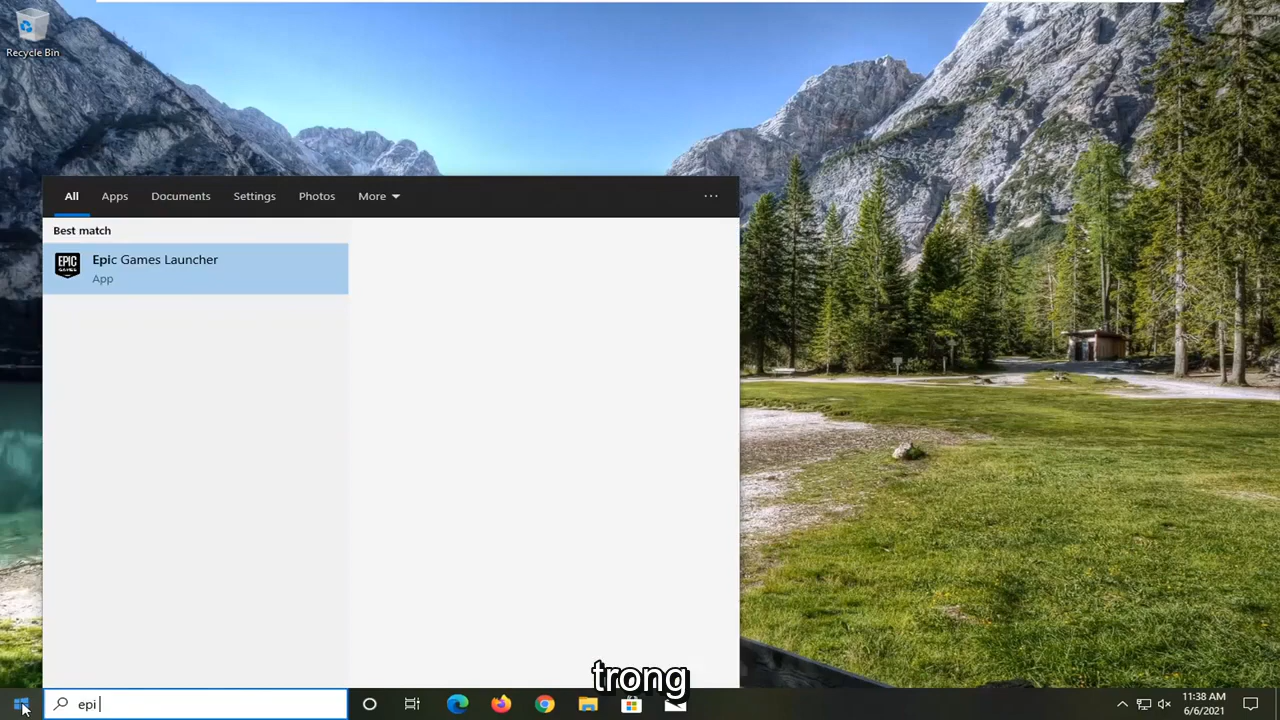 Recycle Bin
All Apps Documents Settings Photos More ...
Best match
EPIC GAMES
Epic Games Launcher
App
trong
epi
11:38 AM
6/6/2021